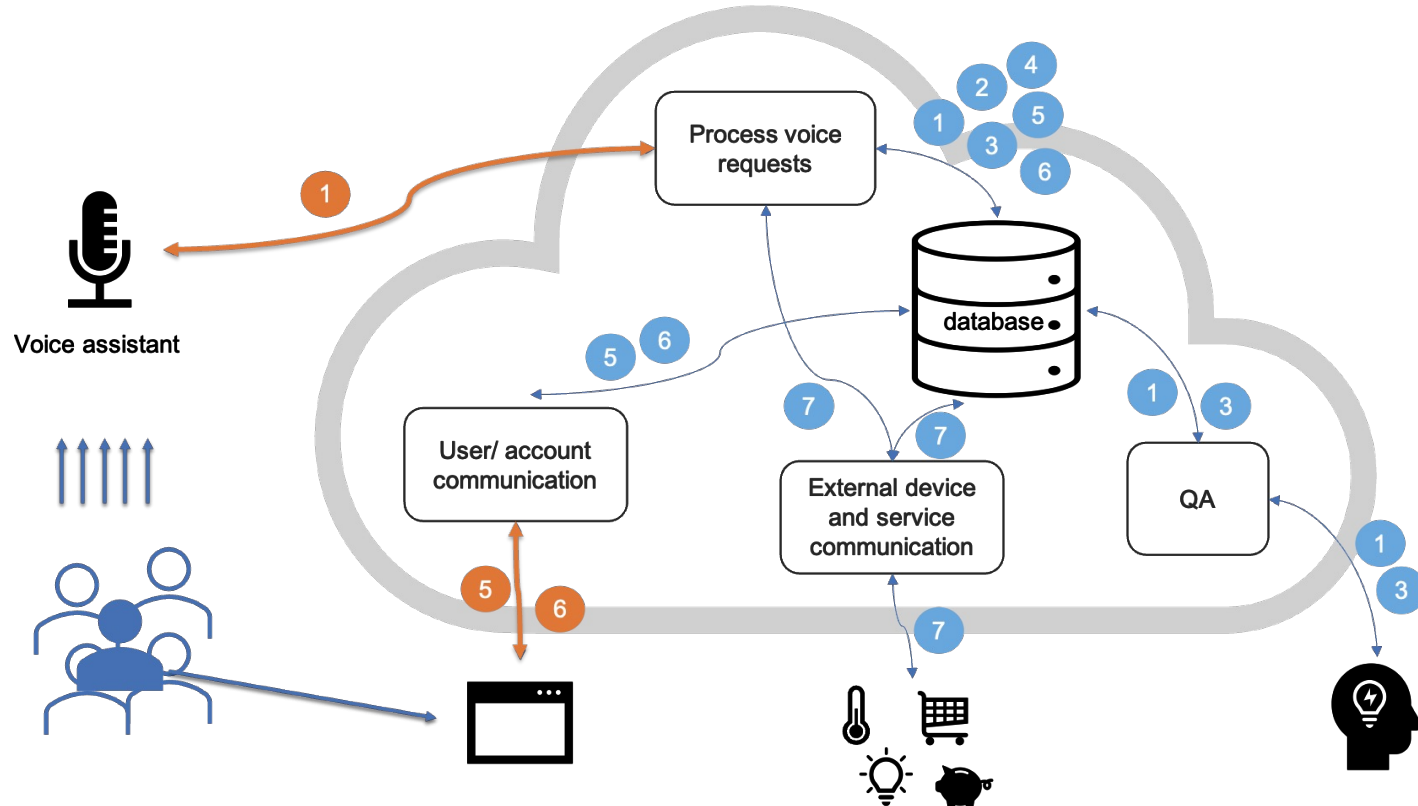 4
2
1
5
3
6
Process voice
requests
1
Voice assistant
database
5
6
1
3
7
7
User/ account
communication
External device
and service
communication
QA
1
3
5
6
7